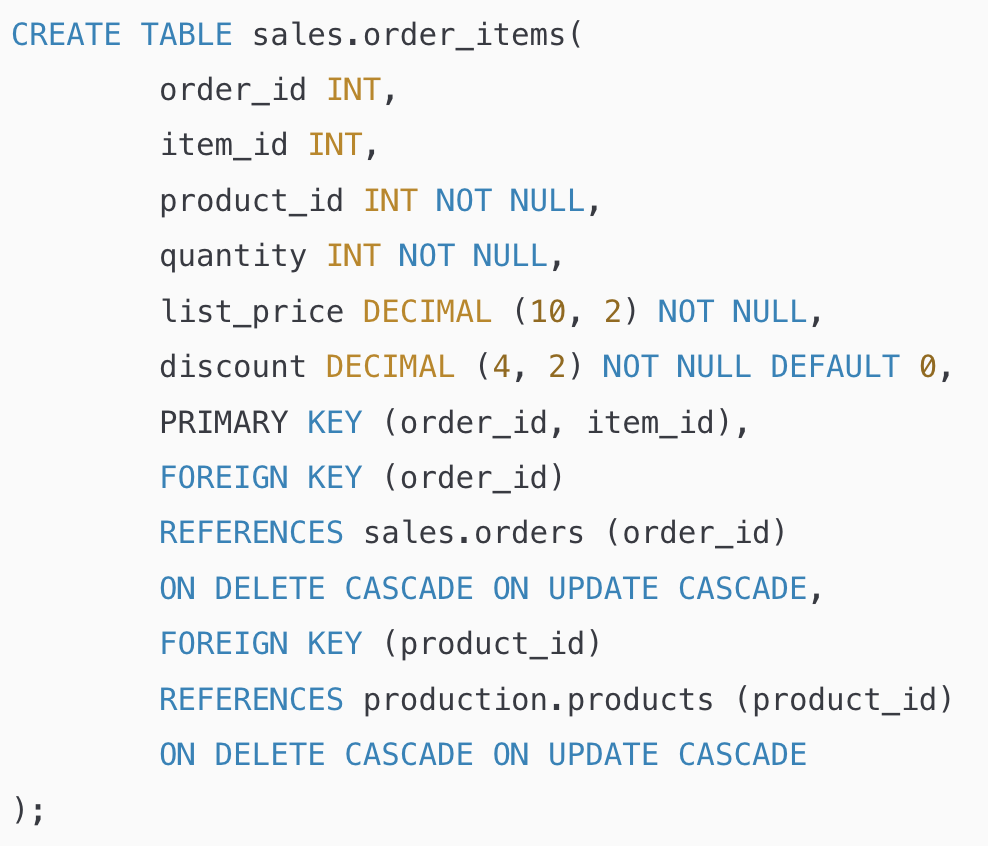 CREATE TABLE sales.order_items(
        order_id INT,
        item_id INT,
        product_id INT NOT NULL,
        quantity INT NOT NULL,
        list_price DECIMAL (10, 2) NOT NULL,
        discount DECIMAL (4, 2) NOT NULL DEFAULT 0,
        PRIMARY KEY (order_id, item_id),
        FOREIGN KEY (order_id)
        REFERENCES sales.orders (order_id)
        ON DELETE CASCADE ON UPDATE CASCADE,
        FOREIGN KEY (product_id)
        REFERENCES production.products (product_id)
        ON DELETE CASCADE ON UPDATE CASCADE
);